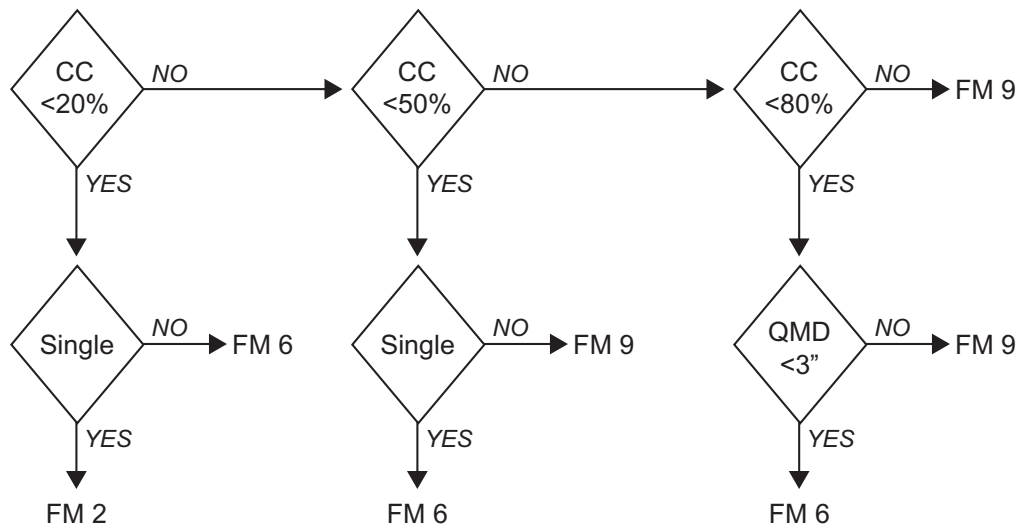 CC
<20%
NO
CC
<50%
NO
CC
<80%
NO
FM 9
YES
YES
YES
Single
NO
FM 6
Single
NO
FM 9
QMD
<3”
NO
FM 9
YES
YES
YES
FM 2
FM 6
FM 6